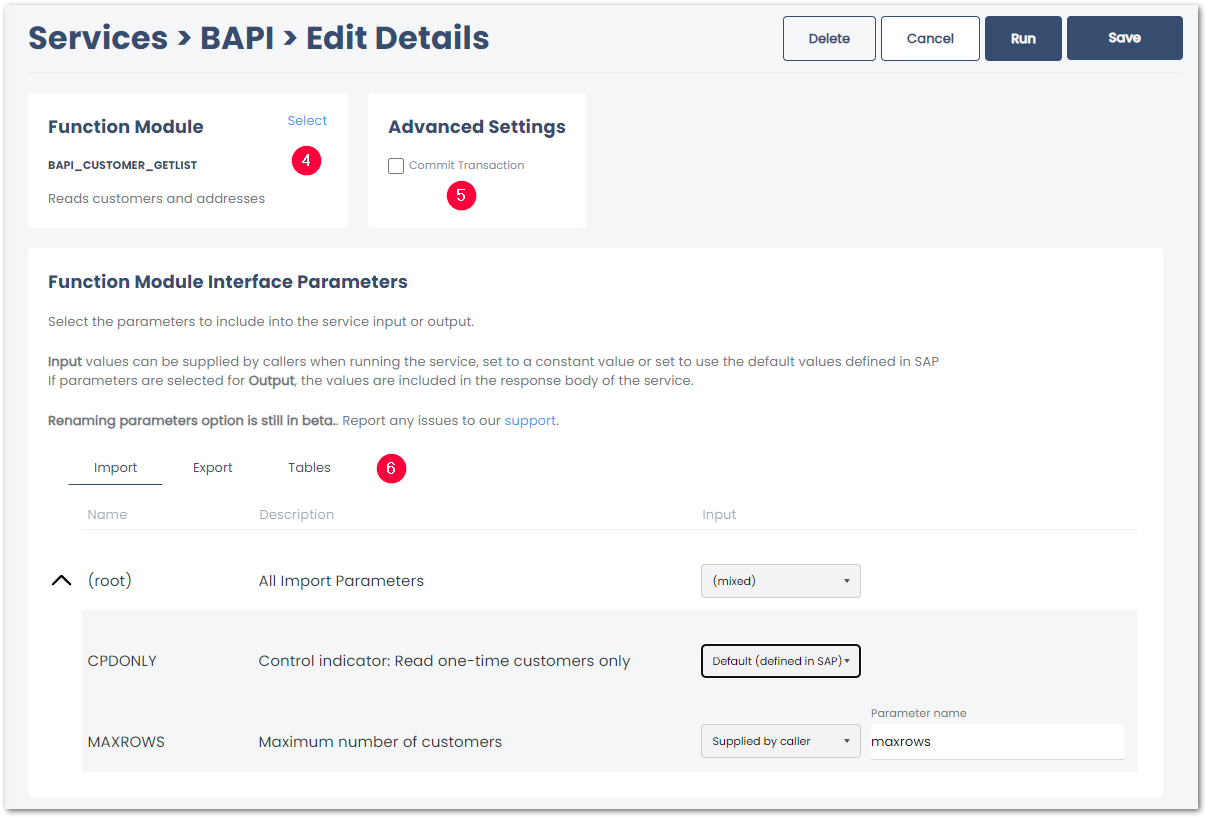 Services > BAPI > Edit Details
Delete
Cancel
Run
Save
Function Module
Select
BAPI_CUSTOMER_GETLIST
4
Reads customers and addresses
Advanced Settings
Commit Transaction
5
Function Module Interface Parameters
Select the parameters to include into the service input or output.
Input values can be supplied by callers when running the service, set to a constant value or set to use the default values defined in SAP
If parameters are selected for Output, the values are included in the response body of the service.
Renaming parameters option is still in beta.. Report any issues to our support.
Import Export Tables 6
Name Description Input
(root) All Import Parameters (mixed)
CPDONLY Control indicator: Read one-time customers only Default (defined in SAP)
Parameter name
MAXROWS Maximum number of customers Supplied by caller maxrows